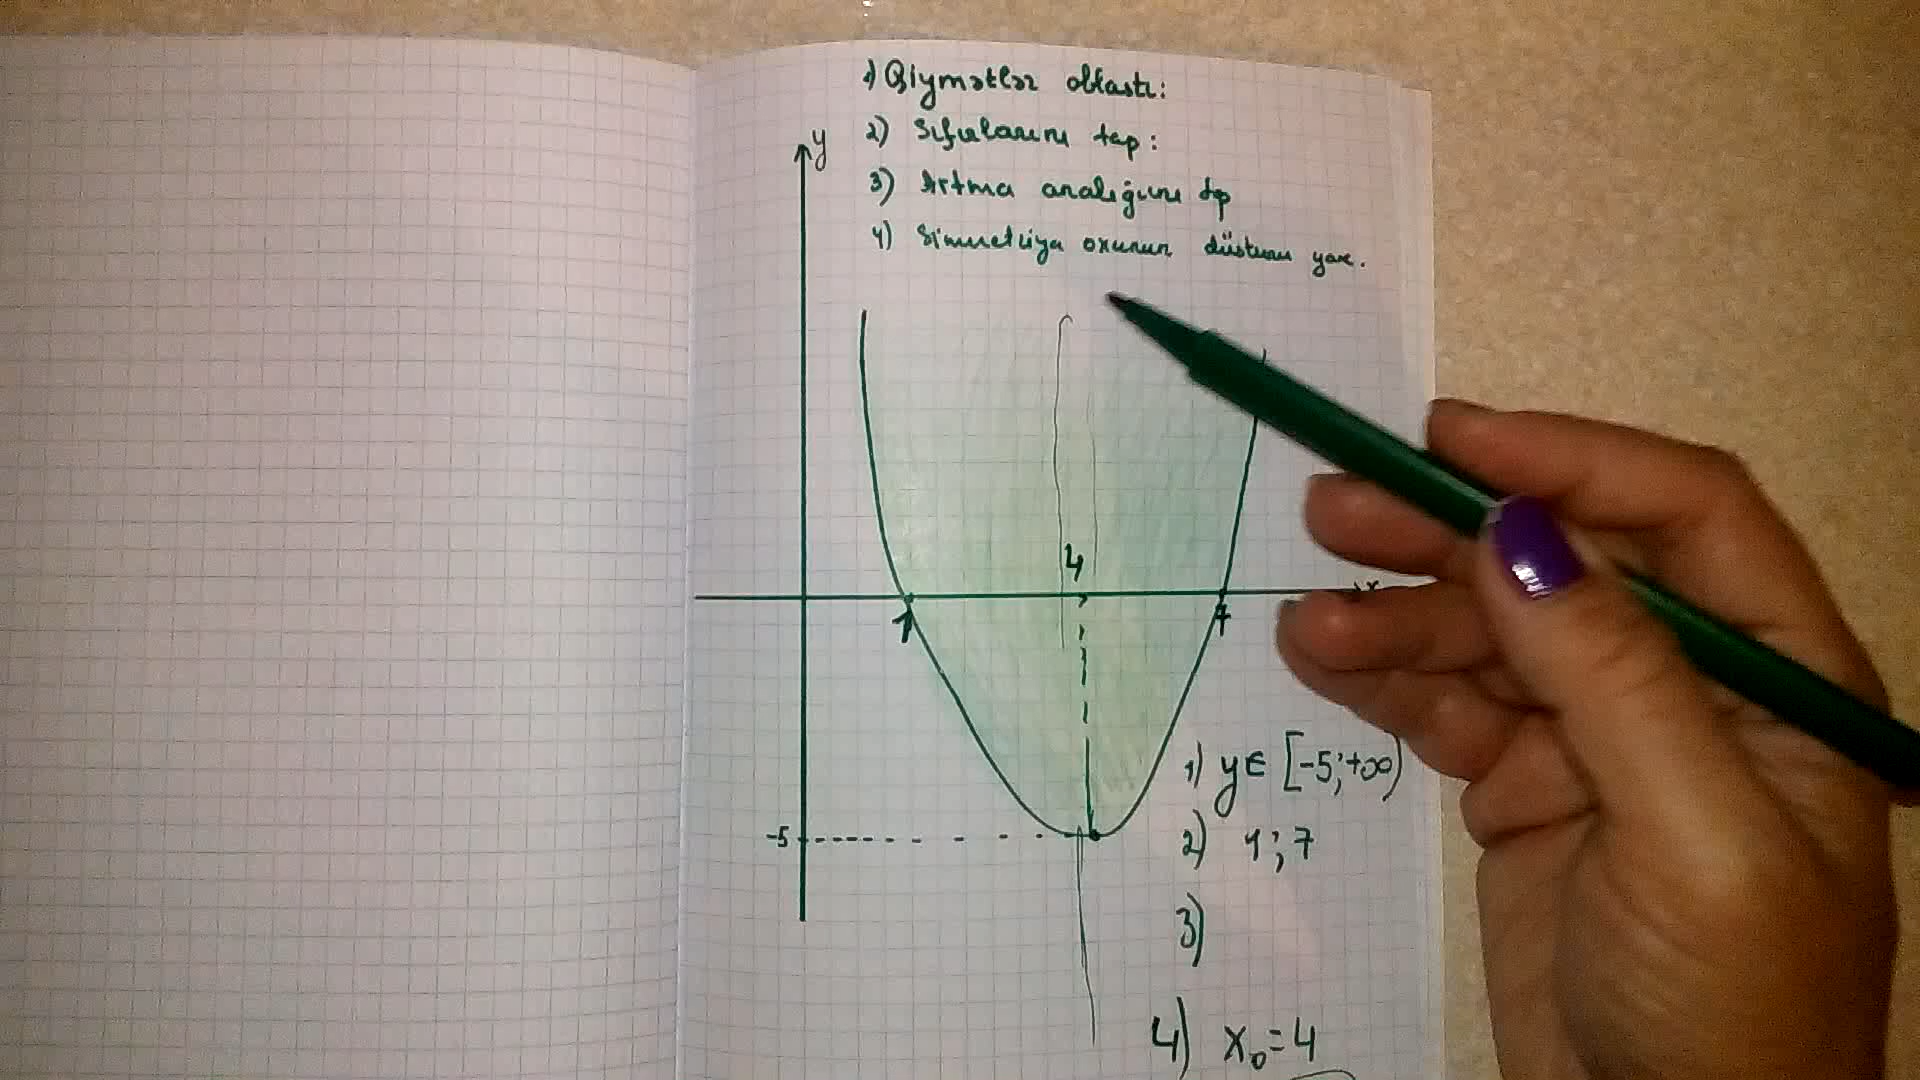 1) Qiymətlər oblastı:
2) Sıfırlarını tap:
3) Artma aralığını tap
4) Simmetriya oxunun düsturu yaz.
y
4
x
1
7
-5
1) y∈ [-5;+∞)
2) 1;7
3)
4) x₀=4